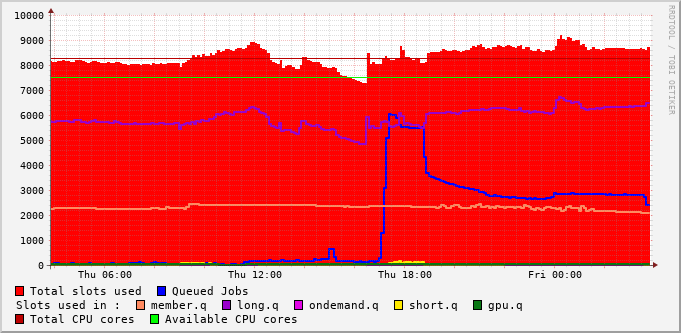 10000
9000
8000
7000
6000
5000
4000
3000
2000
1000
0
Thu 06:00 Thu 12:00 Thu 18:00 Fri 00:00
Total slots used Queued Jobs
Slots used in : member.q long.q ondemand.q short.q gpu.q
Total CPU cores Available CPU cores
RRDTOOL / TOBI OETIKER